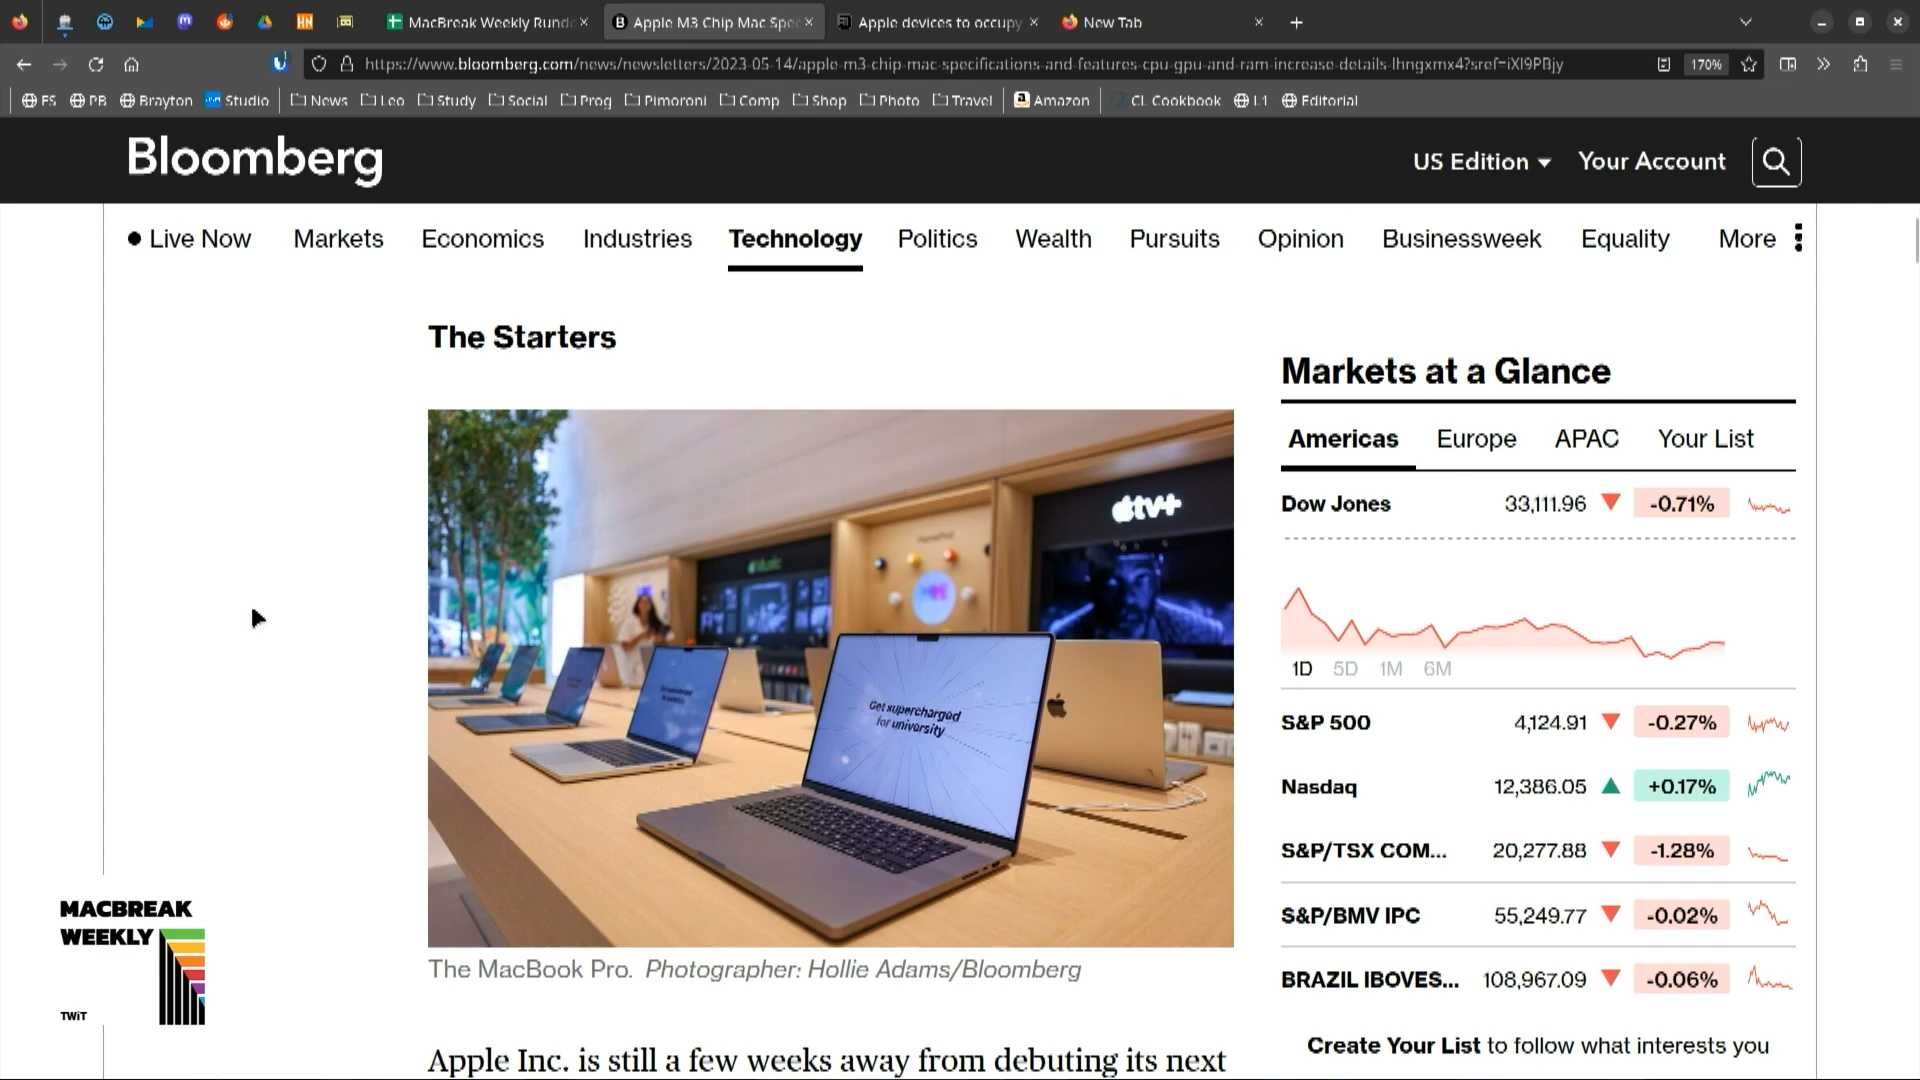 MacBreak Weekly Rund
Apple M3 Chip Mac Spe
Apple devices to occupy
New Tab
https://www.bloomberg.com/news/newsletters/2023-05-14/apple-m3-chip-mac-specifications-and-features-cpu-gpu-and-ram-increase-details-lhngxmx4?sref=iXI9PBjy
170%
FS PB Brayton Studio News Leo Study Social Prog Pimoroni Comp Shop Photo Travel Amazon CL Cookbook L1 Editorial
Bloomberg
US Edition Your Account
Live Now Markets Economics Industries Technology Politics Wealth Pursuits Opinion Businessweek Equality More
The Starters
tv+
Music
HomePod
Get supercharged
for university
The MacBook Pro. Photographer: Hollie Adams/Bloomberg
Apple Inc. is still a few weeks away from debuting its next
Markets at a Glance
Americas Europe APAC Your List
Dow Jones 33,111.96 -0.71%
1D 5D 1M 6M
S&P 500 4,124.91 -0.27%
Nasdaq 12,386.05 +0.17%
S&P/TSX COM... 20,277.88 -1.28%
S&P/BMV IPC 55,249.77 -0.02%
BRAZIL IBOVES... 108,967.09 -0.06%
Create Your List to follow what interests you
MACBREAK
WEEKLY
TWiT